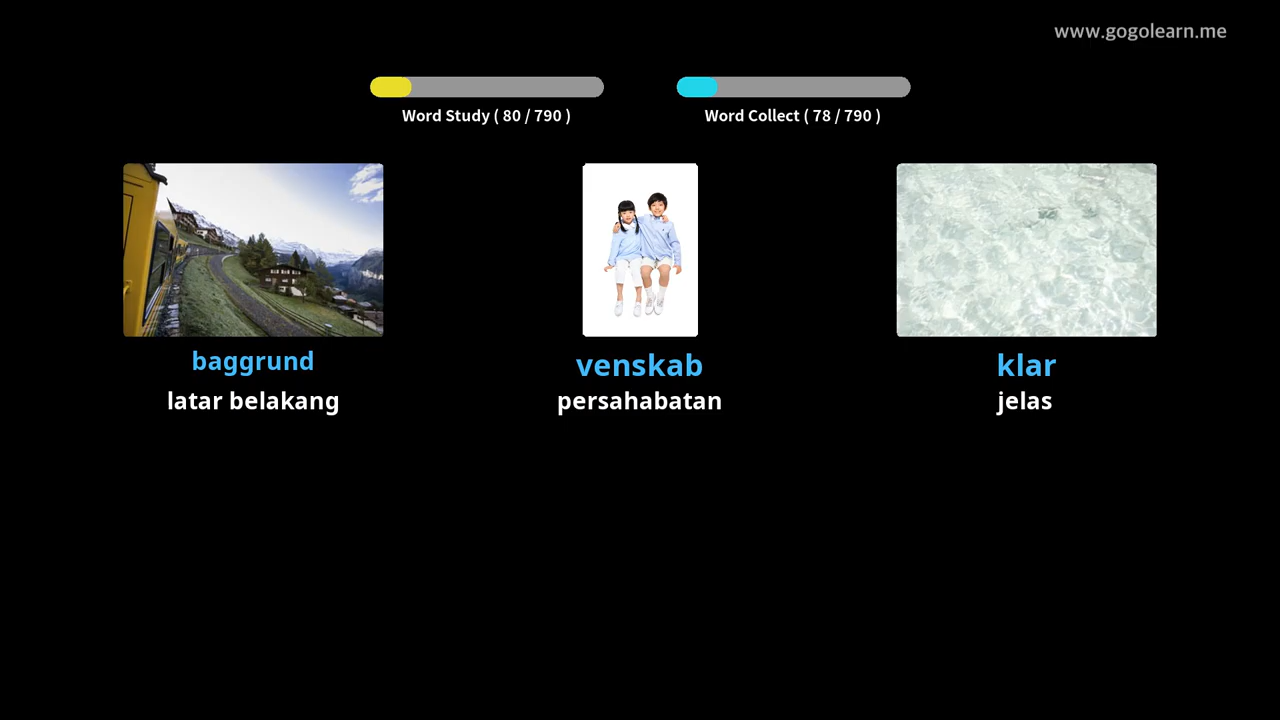 www.gogolearn.me
Word Study ( 80 / 790 )
Word Collect ( 78 / 790 )
baggrund
latar belakang
venskab
persahabatan
klar
jelas